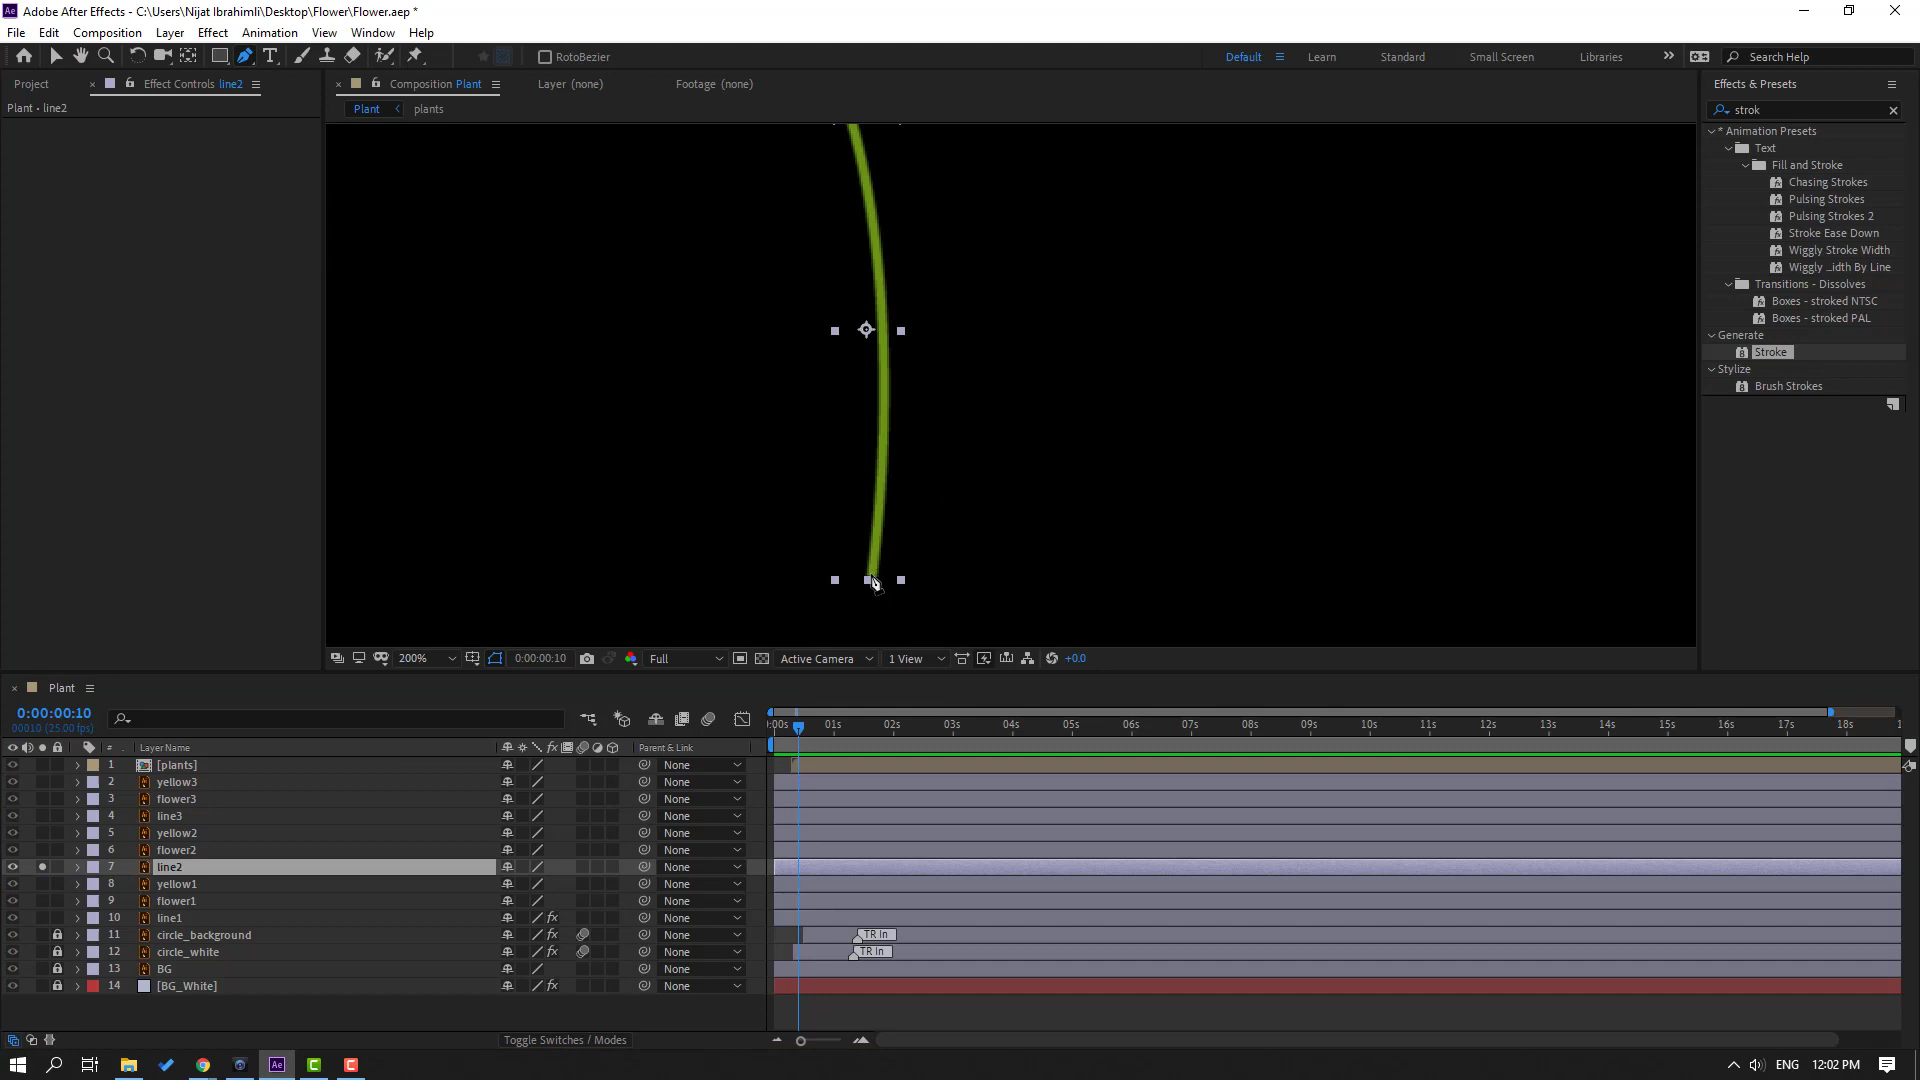 Adobe After Effects - C:\Users\Nijat Ibrahimli\Desktop\Flower\Flower.aep *
File Edit Composition Layer Effect Animation View Window Help
RotoBezier
Default Learn Standard Small Screen Libraries Search Help
Project Effect Controls line2
Composition Plant Layer (none) Footage (none)
Effects & Presets
Plant • line2
Plant plants
strok
* Animation Presets
Text
Fill and Stroke
Chasing Strokes
Pulsing Strokes
Pulsing Strokes 2
Stroke Ease Down
Wiggly Stroke Width
Wiggly _idth By Line
Transitions - Dissolves
Boxes - stroked NTSC
Boxes - stroked PAL
Generate
Stroke
Stylize
Brush Strokes
200% 0:00:00:10 Full Active Camera 1 View +0.0
Plant
0:00:00:10
00010 (25.00 fps)
:00s 01s 02s 03s 04s 05s 06s 07s 08s 09s 10s 11s 12s 13s 14s 15s 16s 17s 18s 1
# . Layer Name fx Parent & Link
1 [plants] None
2 yellow3 None
3 flower3 None
4 line3 None
5 yellow2 None
6 flower2 None
7 line2 None
8 yellow1 None
9 flower1 None
10 line1 fx None
11 circle_background fx None TR in
12 circle_white fx None TR in
13 BG None
14 [BG_White] fx None
Toggle Switches / Modes
Ae ENG 12:02 PM